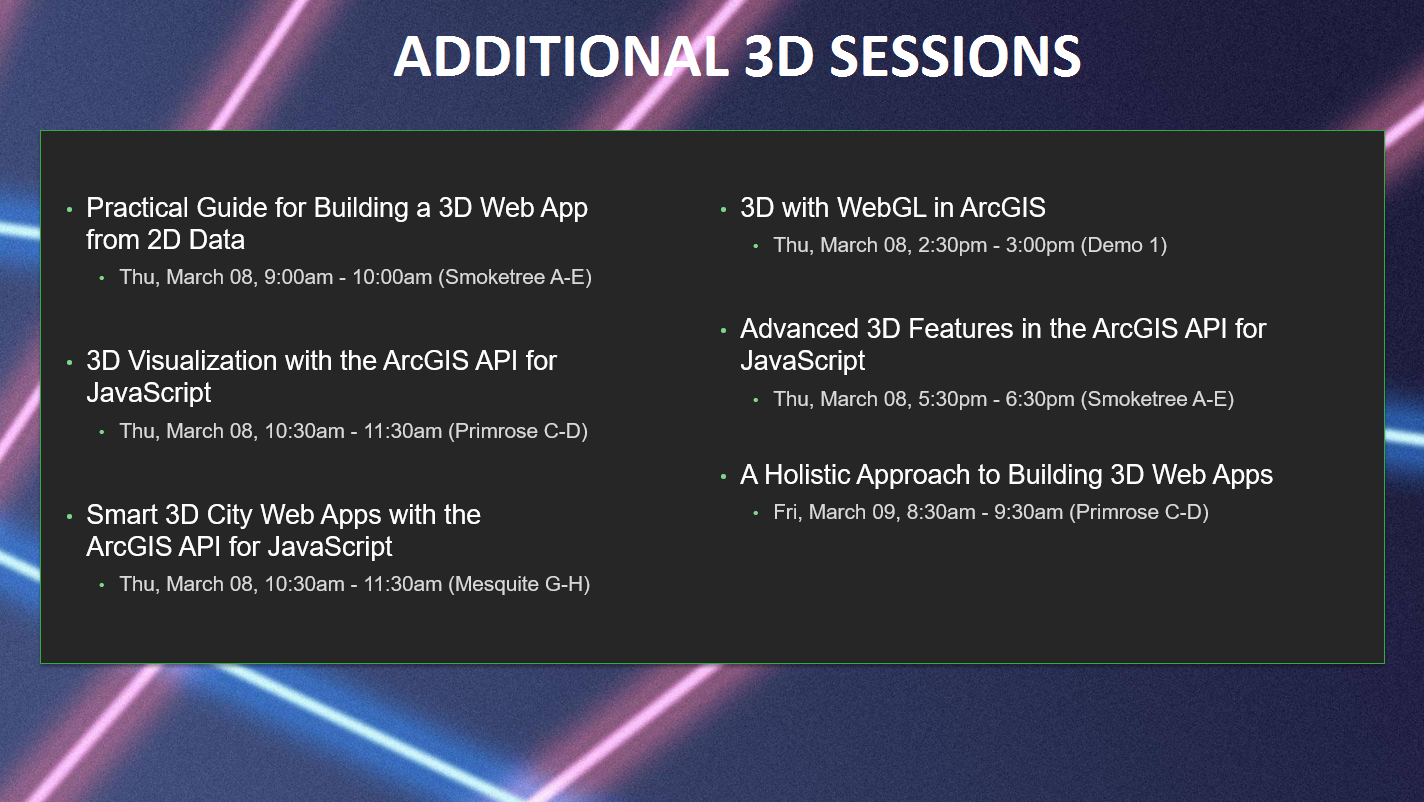 ADDITIONAL 3D SESSIONS
Practical Guide for Building a 3D Web App
from 2D Data
Thu, March 08, 9:00am - 10:00am (Smoketree A-E)
3D Visualization with the ArcGIS API for
JavaScript
Thu, March 08, 10:30am - 11:30am (Primrose C-D)
Smart 3D City Web Apps with the
ArcGIS API for JavaScript
Thu, March 08, 10:30am - 11:30am (Mesquite G-H)
3D with WebGL in ArcGIS
Thu, March 08, 2:30pm - 3:00pm (Demo 1)
Advanced 3D Features in the ArcGIS API for
JavaScript
Thu, March 08, 5:30pm - 6:30pm (Smoketree A-E)
A Holistic Approach to Building 3D Web Apps
Fri, March 09, 8:30am - 9:30am (Primrose C-D)